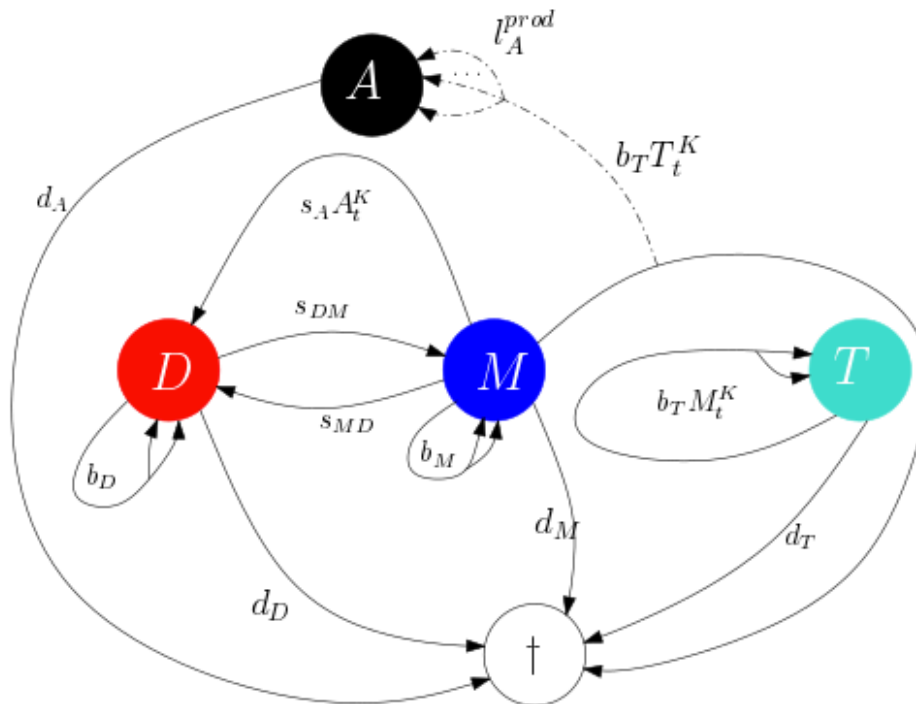 l_A^{prod}
A
...
b_T T_t^K
d_A
s_A A_t^K
s_{DM}
D
M
T
b_T M_t^K
s_{MD}
b_D
b_M
d_M
d_T
d_D
†